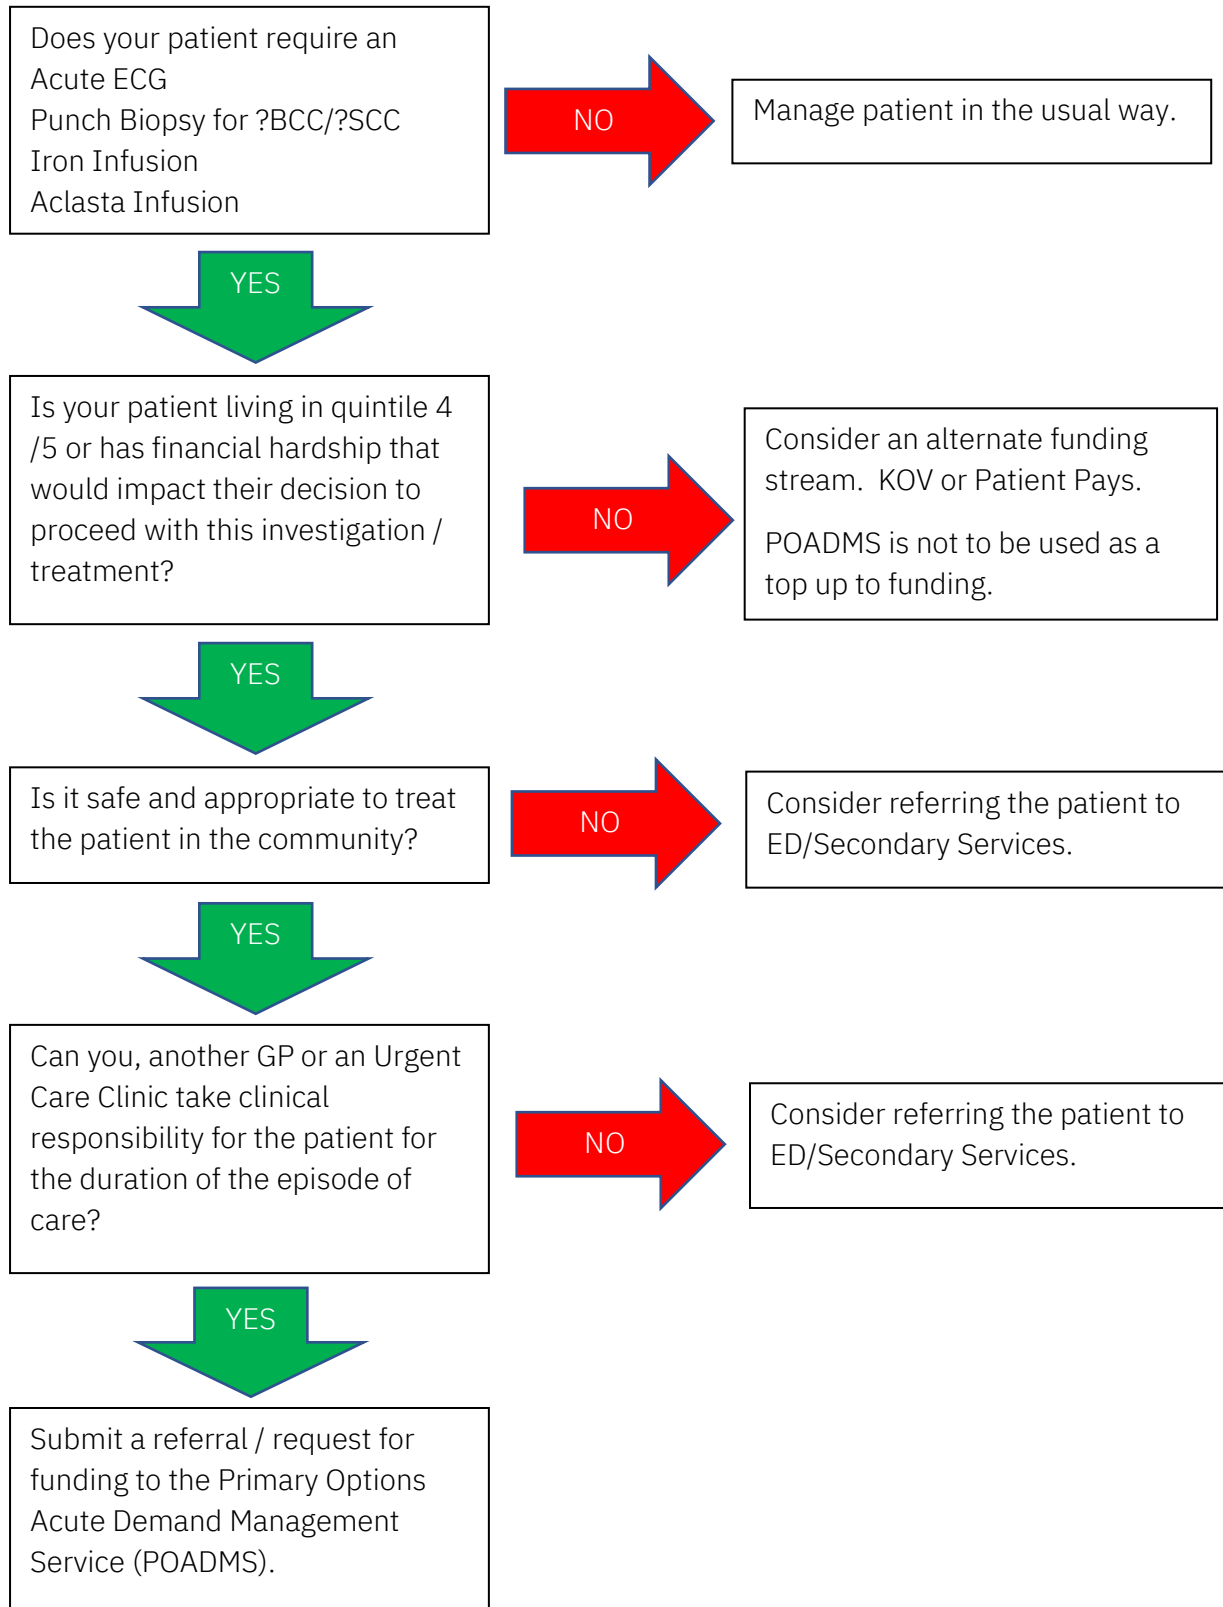 Does your patient require an
Acute ECG
Punch Biopsy for ?BCC/?SCC
Iron Infusion
Aclasta Infusion
NO
Manage patient in the usual way.
YES
Is your patient living in quintile 4
/5 or has financial hardship that
would impact their decision to
proceed with this investigation /
treatment?
NO
Consider an alternate funding
stream.  KOV or Patient Pays.
POADMS is not to be used as a
top up to funding.
YES
Is it safe and appropriate to treat
the patient in the community?
NO
Consider referring the patient to
ED/Secondary Services.
YES
Can you, another GP or an Urgent
Care Clinic take clinical
responsibility for the patient for
the duration of the episode of
care?
NO
Consider referring the patient to
ED/Secondary Services.
YES
Submit a referral / request for
funding to the Primary Options
Acute Demand Management
Service (POADMS).